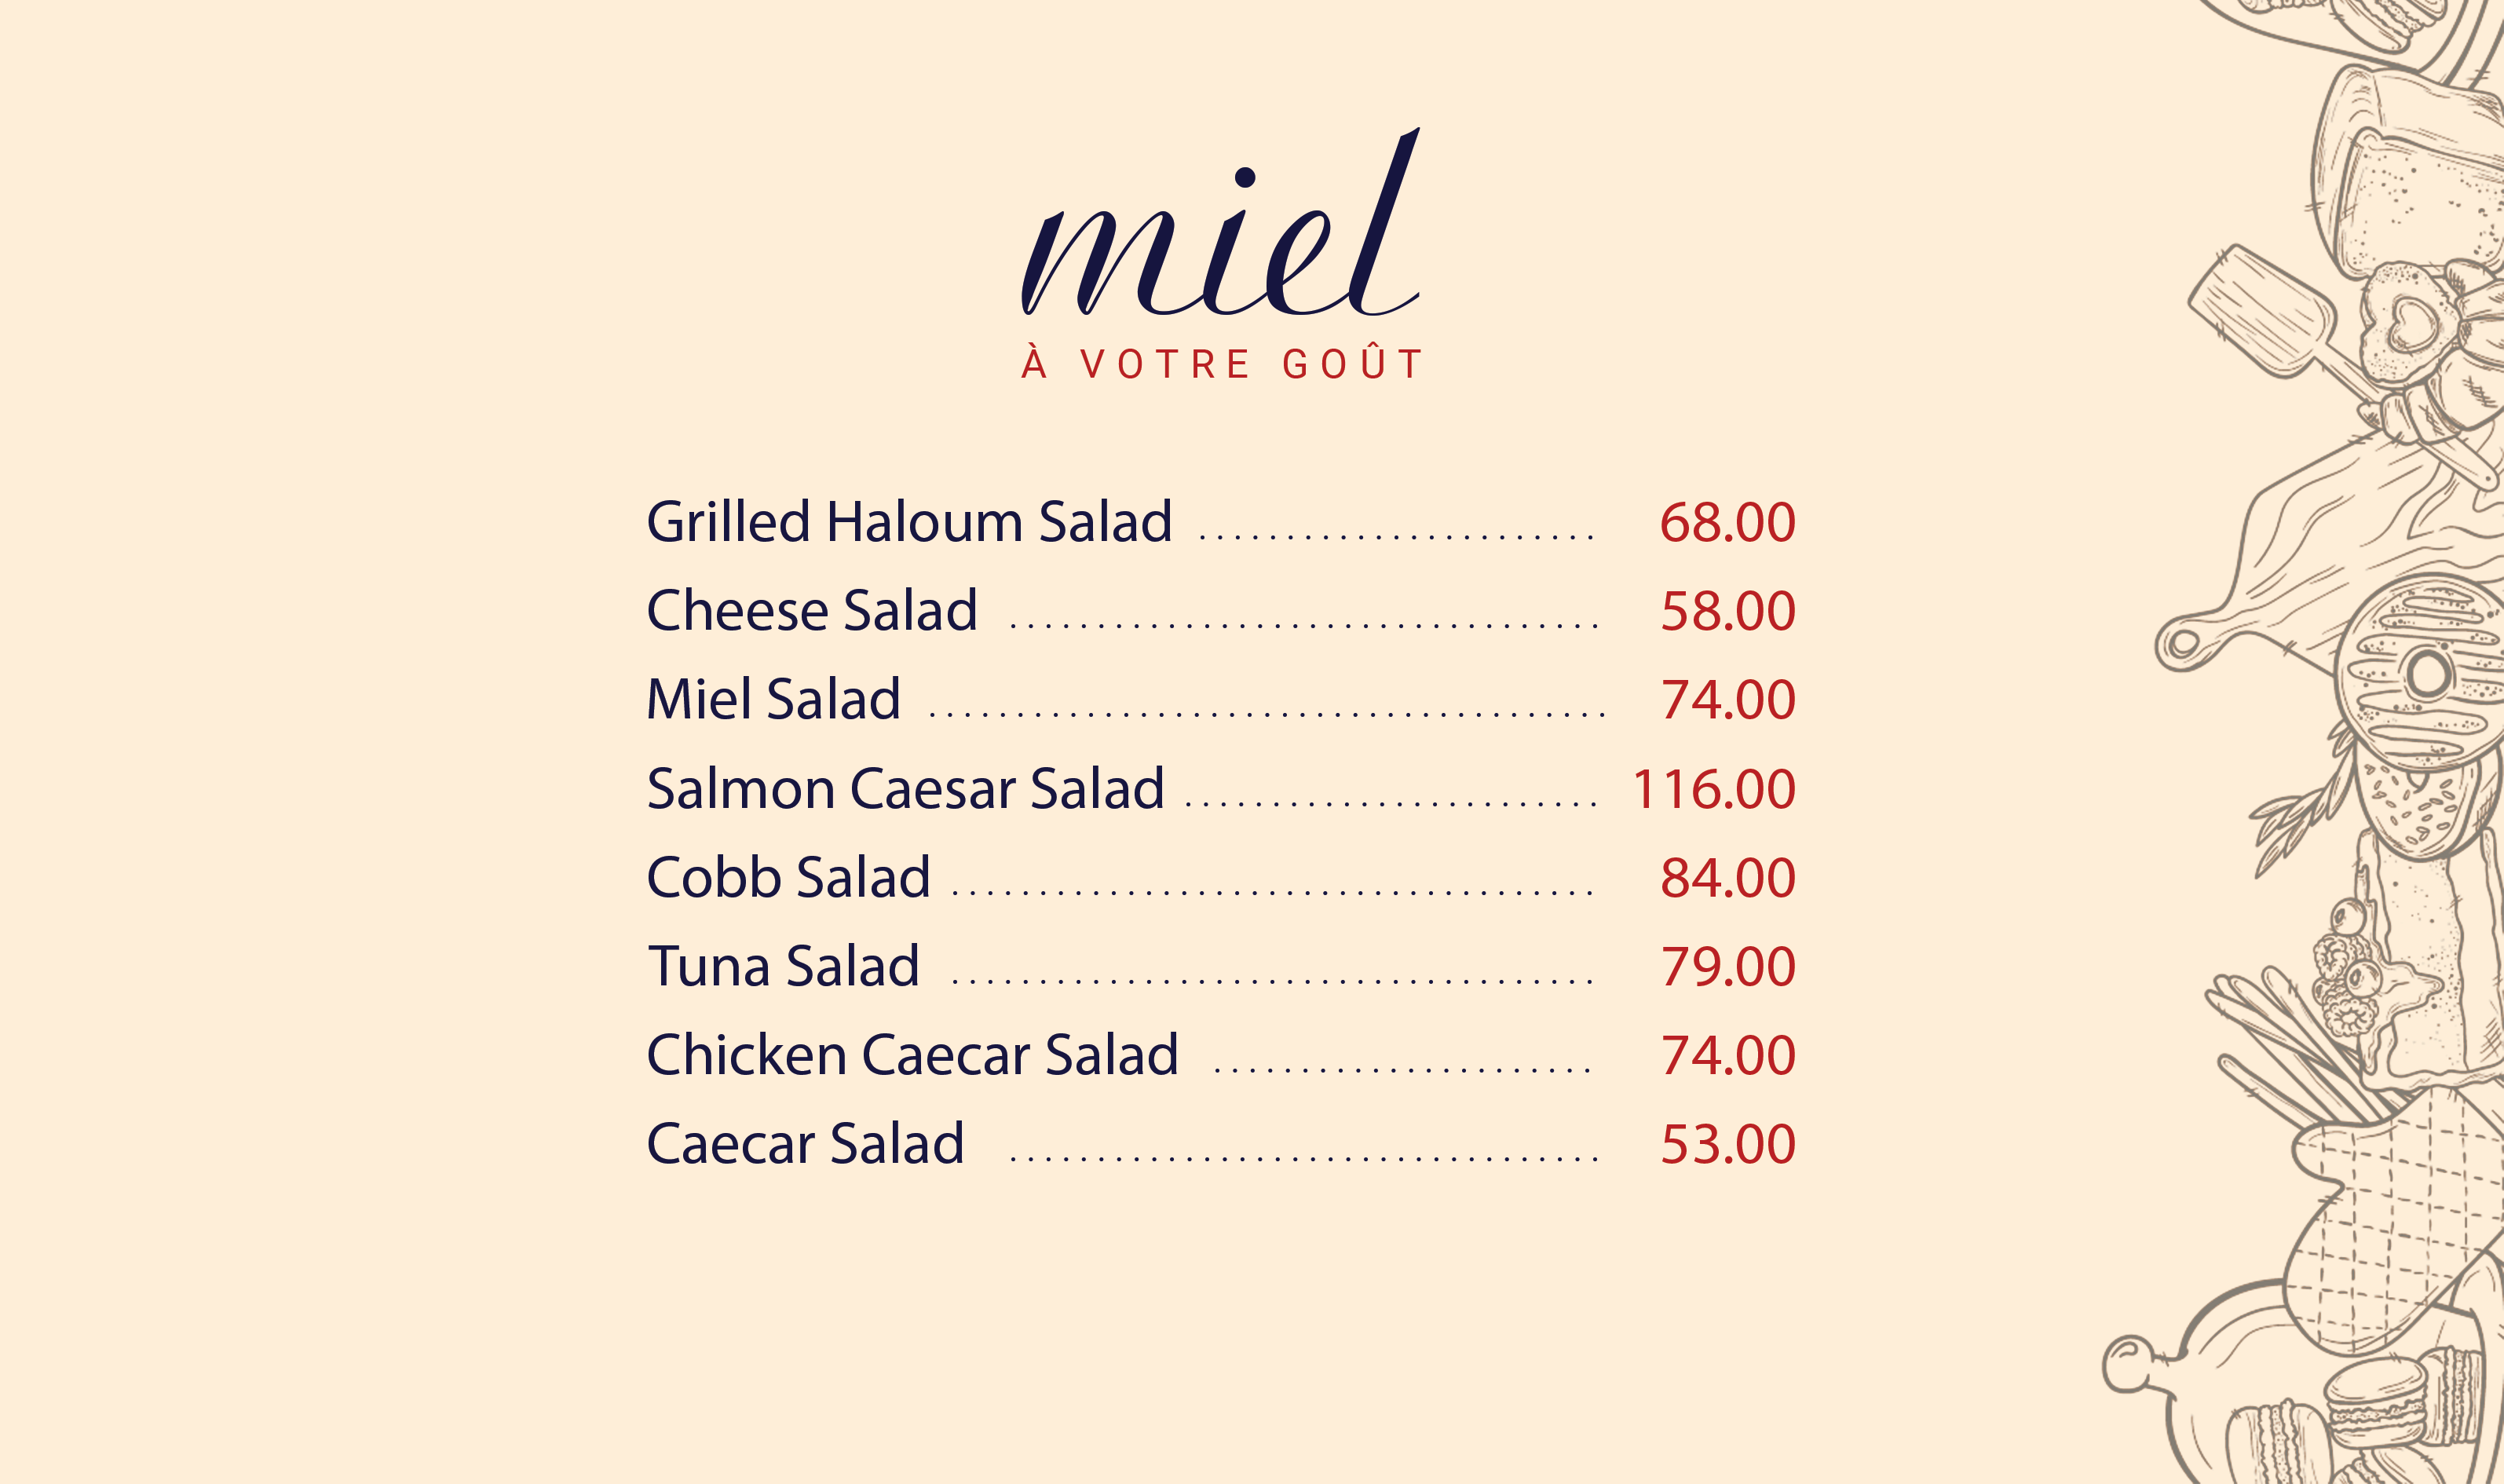 miel
À VOTRE GOÛT
Grilled Haloum Salad ....................... 68.00
Cheese Salad .................................. 58.00
Miel Salad ....................................... 74.00
Salmon Caesar Salad ........................ 116.00
Cobb Salad ..................................... 84.00
Tuna Salad ..................................... 79.00
Chicken Caecar Salad ...................... 74.00
Caecar Salad .................................. 53.00